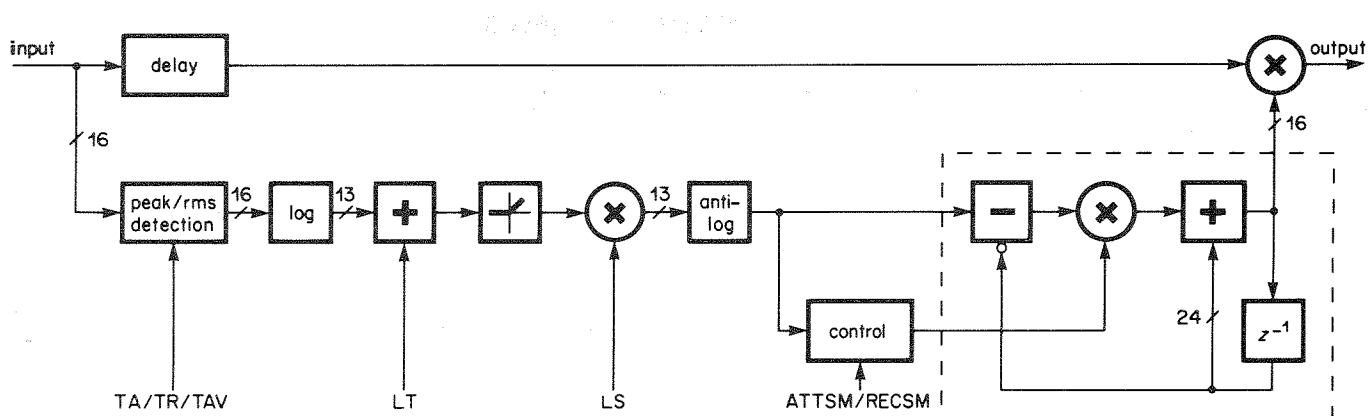 input
delay
output
16
16
peak/rms
detection
16
log
13
+
×
13
anti-
log
−
×
+
×
control
24
z⁻¹
TA/TR/TAV
LT
LS
ATTSM/RECSM